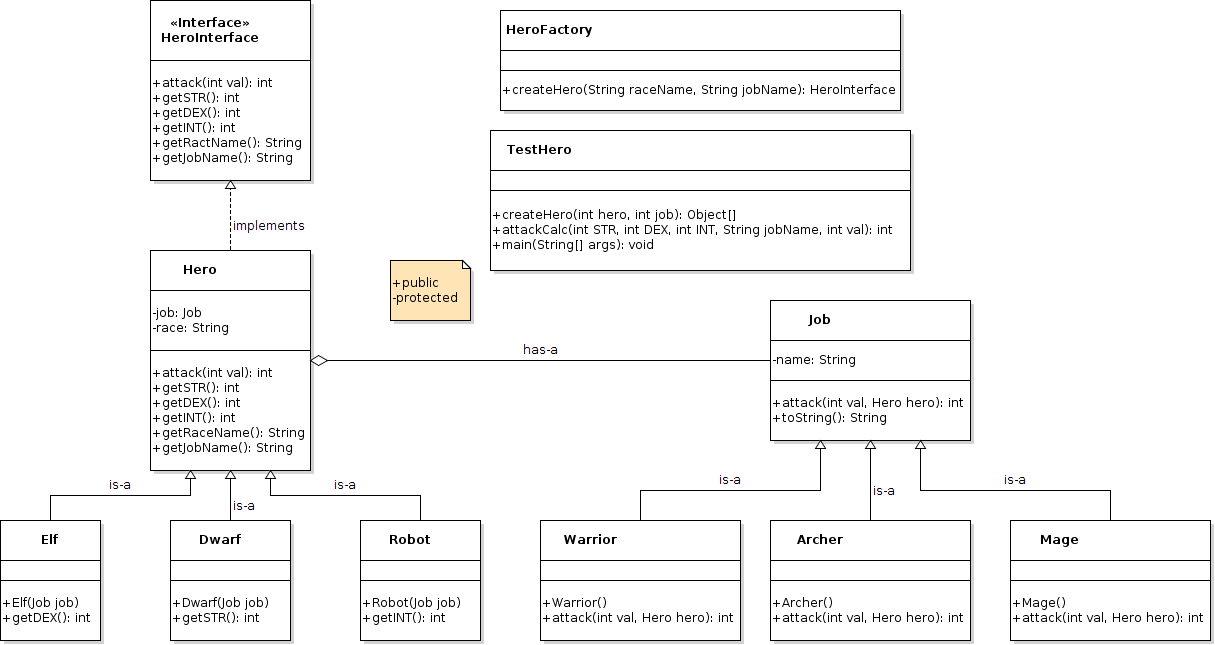 «Interface»
HeroInterface
+attack(int val): int
+getSTR(): int
+getDEX(): int
+getINT(): int
+getRactName(): String
+getJobName(): String
HeroFactory
+createHero(String raceName, String jobName): HeroInterface
TestHero
+createHero(int hero, int job): Object[]
+attackCalc(int STR, int DEX, int INT, String jobName, int val): int
+main(String[] args): void
implements
Hero
-job: Job
-race: String
+attack(int val): int
+getSTR(): int
+getDEX(): int
+getINT(): int
+getRaceName(): String
+getJobName(): String
+public
-protected
has-a
Job
-name: String
+attack(int val, Hero hero): int
+toString(): String
is-a
is-a
is-a
is-a
is-a
is-a
Elf
+Elf(Job job)
+getDEX(): int
Dwarf
+Dwarf(Job job)
+getSTR(): int
Robot
+Robot(Job job)
+getINT(): int
Warrior
+Warrior()
+attack(int val, Hero hero): int
Archer
+Archer()
+attack(int val, Hero hero): int
Mage
+Mage()
+attack(int val, Hero hero): int